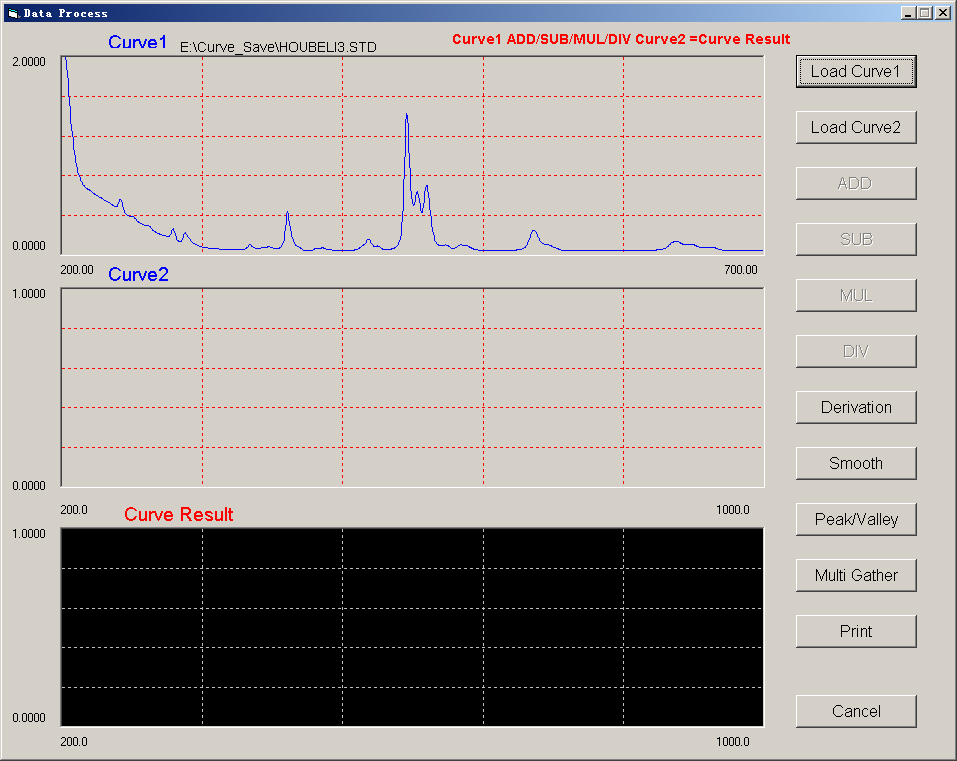 Data Process
Curve1 E:\Curve_Save\HOUBELI3.STD
Curve1 ADD/SUB/MUL/DIV Curve2 =Curve Result
2.0000
0.0000
200.00 700.00
Curve2
1.0000
0.0000
200.0 1000.0
Curve Result
1.0000
0.0000
200.0 1000.0
Load Curve1
Load Curve2
ADD
SUB
MUL
DIV
Derivation
Smooth
Peak/Valley
Multi Gather
Print
Cancel